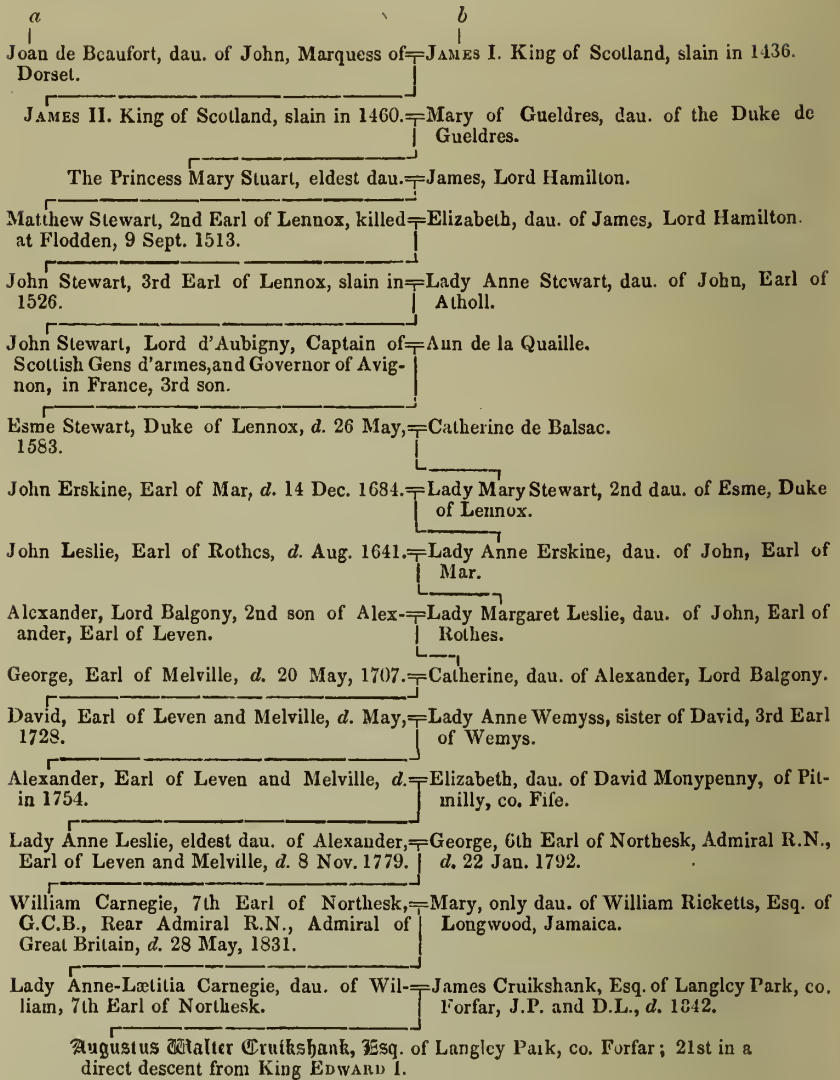 a b
Joan de Beaufort, dau. of John, Marquess of=JAMES I. King of Scotland, slain in 1436.
Dorset.
JAMES II. King of Scotland, slain in 1460.=Mary of Gueldres, dau. of the Duke de
Gueldres.
The Princess Mary Stuart, eldest dau.=James, Lord Hamilton.
Matthew Stewart, 2nd Earl of Lennox, killed=Elizabeth, dau. of James, Lord Hamilton.
at Flodden, 9 Sept. 1513.
John Stewart, 3rd Earl of Lennox, slain in=Lady Anne Stewart, dau. of John, Earl of
1526. Atholl.
John Stewart, Lord d'Aubigny, Captain of=Aun de la Quaille.
Scottish Gens d'armes,and Governor of Avig-
non, in France, 3rd son.
Esme Stewart, Duke of Lennox, d. 26 May,=Catherine de Balsac.
1583.
John Erskine, Earl of Mar, d. 14 Dec. 1684.=Lady Mary Stewart, 2nd dau. of Esme, Duke
of Lennox.
John Leslie, Earl of Rothes, d. Aug. 1641.=Lady Anne Erskine, dau. of John, Earl of
Mar.
Alexander, Lord Balgony, 2nd son of Alex-=Lady Margaret Leslie, dau. of John, Earl of
ander, Earl of Leven. Rothes.
George, Earl of Melville, d. 20 May, 1707.=Catherine, dau. of Alexander, Lord Balgony.
David, Earl of Leven and Melville, d. May,=Lady Anne Wemyss, sister of David, 3rd Earl
1728. of Wemys.
Alexander, Earl of Leven and Melville, d.=Elizabeth, dau. of David Monypenny, of Pit-
in 1754. milly, co. Fife.
Lady Anne Leslie, eldest dau. of Alexander,=George, 6th Earl of Northesk, Admiral R.N.,
Earl of Leven and Melville, d. 8 Nov. 1779. d. 22 Jan. 1792.
William Carnegie, 7th Earl of Northesk,=Mary, only dau. of William Ricketts, Esq. of
G.C.B., Rear Admiral R.N., Admiral of Longwood, Jamaica.
Great Britain, d. 28 May, 1831.
Lady Anne-Lætitia Carnegie, dau. of Wil-=James Cruikshank, Esq. of Langley Park, co.
liam, 7th Earl of Northesk. Forfar, J.P. and D.L., d. 1842.
Augustus Walter Cruikshank, Esq. of Langley Park, co. Forfar; 21st in a
direct descent from King EDWARD I.